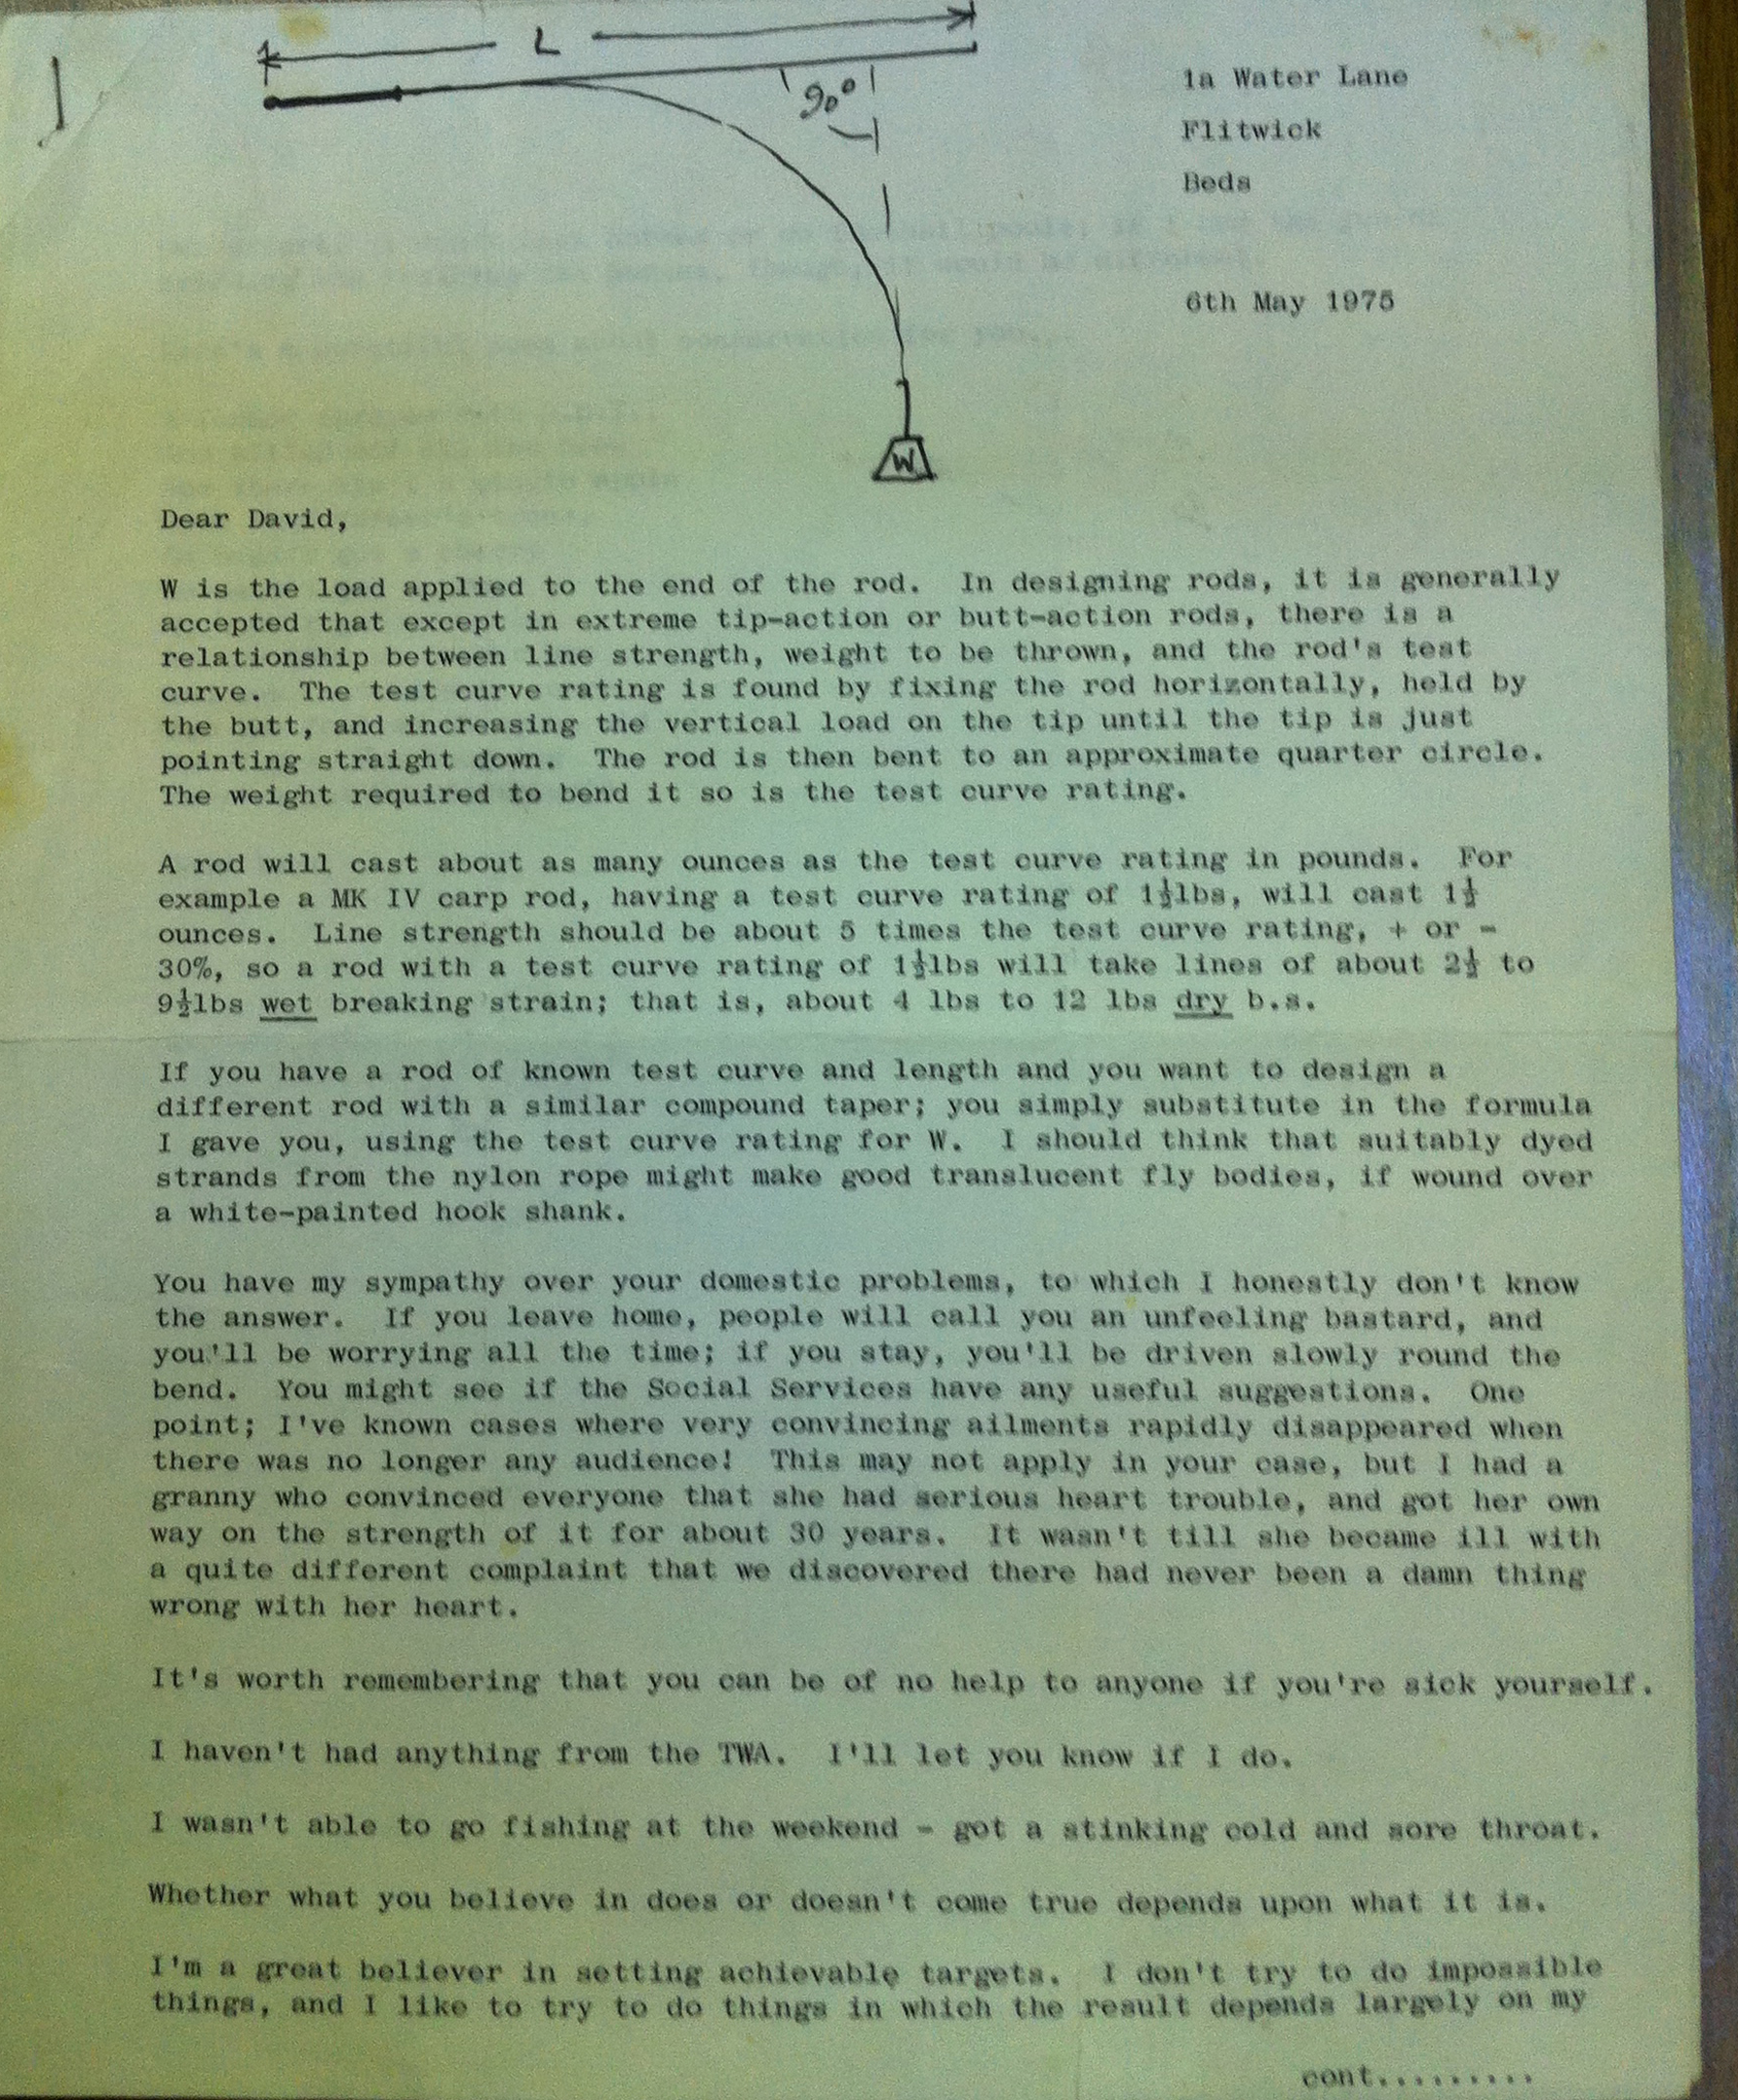 1
L
90°
W
1a Water Lane
Flitwick
Beds
6th May 1975
Dear David,
W is the load applied to the end of the rod.  In designing rods, it is generally
accepted that except in extreme tip-action or butt-action rods, there is a
relationship between line strength, weight to be thrown, and the rod's test
curve.  The test curve rating is found by fixing the rod horizontally, held by
the butt, and increasing the vertical load on the tip until the tip is just
pointing straight down.  The rod is then bent to an approximate quarter circle.
The weight required to bend it so is the test curve rating.
A rod will cast about as many ounces as the test curve rating in pounds.  For
example a MK IV carp rod, having a test curve rating of 1½lbs, will cast 1½
ounces.  Line strength should be about 5 times the test curve rating, + or -
30%, so a rod with a test curve rating of 1½lbs will take lines of about 2½ to
9½lbs wet breaking strain; that is, about 4 lbs to 12 lbs dry b.s.
If you have a rod of known test curve and length and you want to design a
different rod with a similar compound taper; you simply substitute in the formula
I gave you, using the test curve rating for W.  I should think that suitably dyed
strands from the nylon rope might make good translucent fly bodies, if wound over
a white-painted hook shank.
You have my sympathy over your domestic problems, to which I honestly don't know
the answer.  If you leave home, people will call you an unfeeling bastard, and
you'll be worrying all the time; if you stay, you'll be driven slowly round the
bend.  You might see if the Social Services have any useful suggestions.  One
point; I've known cases where very convincing ailments rapidly disappeared when
there was no longer any audience!  This may not apply in your case, but I had a
granny who convinced everyone that she had serious heart trouble, and got her own
way on the strength of it for about 30 years.  It wasn't till she became ill with
a quite different complaint that we discovered there had never been a damn thing
wrong with her heart.
It's worth remembering that you can be of no help to anyone if you're sick yourself.
I haven't had anything from the TWA.  I'll let you know if I do.
I wasn't able to go fishing at the weekend - got a stinking cold and sore throat.
Whether what you believe in does or doesn't come true depends upon what it is.
I'm a great believer in setting achievable targets.  I don't try to do impossible
things, and I like to try to do things in which the result depends largely on my
cont..........